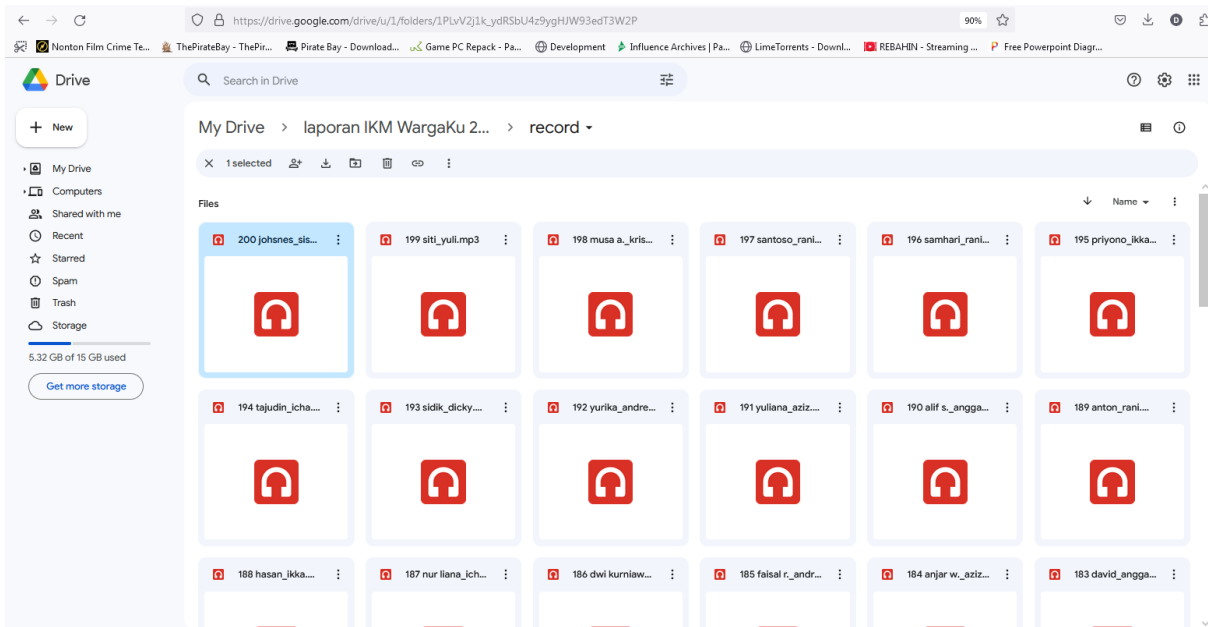 https://drive.google.com/drive/u/1/folders/1PLvV2j1k_ydRSbU4z9ygHJW93edT3W2P
90%
D
Nonton Film Crime Te... ThePirateBay - ThePir... Pirate Bay - Download... Game PC Repack - Pa... Development Influence Archives | Pa... LimeTorrents - Downl... REBAHIN - Streaming ... Free Powerpoint Diagr...
Drive
Search in Drive
New
My Drive
Computers
Shared with me
Recent
Starred
Spam
Trash
Storage
5.32 GB of 15 GB used
Get more storage
My Drive > laporan IKM WargaKu 2... > record
1 selected
Files
Name
200 johsnes_sis... 199 siti_yuli.mp3 198 musa a._kris... 197 santoso_rani... 196 samhari_rani... 195 priyono_ikka...
194 tajudin_icha.... 193 sidik_dicky.... 192 yurika_andre... 191 yuliana_aziz.... 190 alif s._angga... 189 anton_rani....
188 hasan_ikka.... 187 nur liana_ich... 186 dwi kurniaw... 185 faisal r._andr... 184 anjar w._aziz... 183 david_angga...